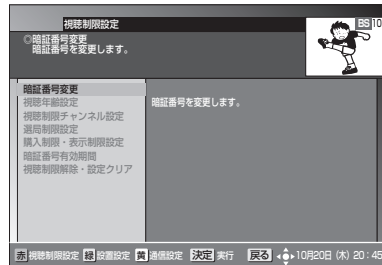 視聴制限設定
BS 10
◎暗証番号変更
暗証番号を変更します。
暗証番号変更
視聴年齢設定
視聴制限チャンネル設定
選局制限設定
購入制限・表示制限設定
暗証番号有効期間
視聴制限解除・設定クリア
暗証番号を変更します。
赤 視聴制限設定 緑 設置設定 黄 通信設定 決定 実行 戻る 10月20日(木) 20:45